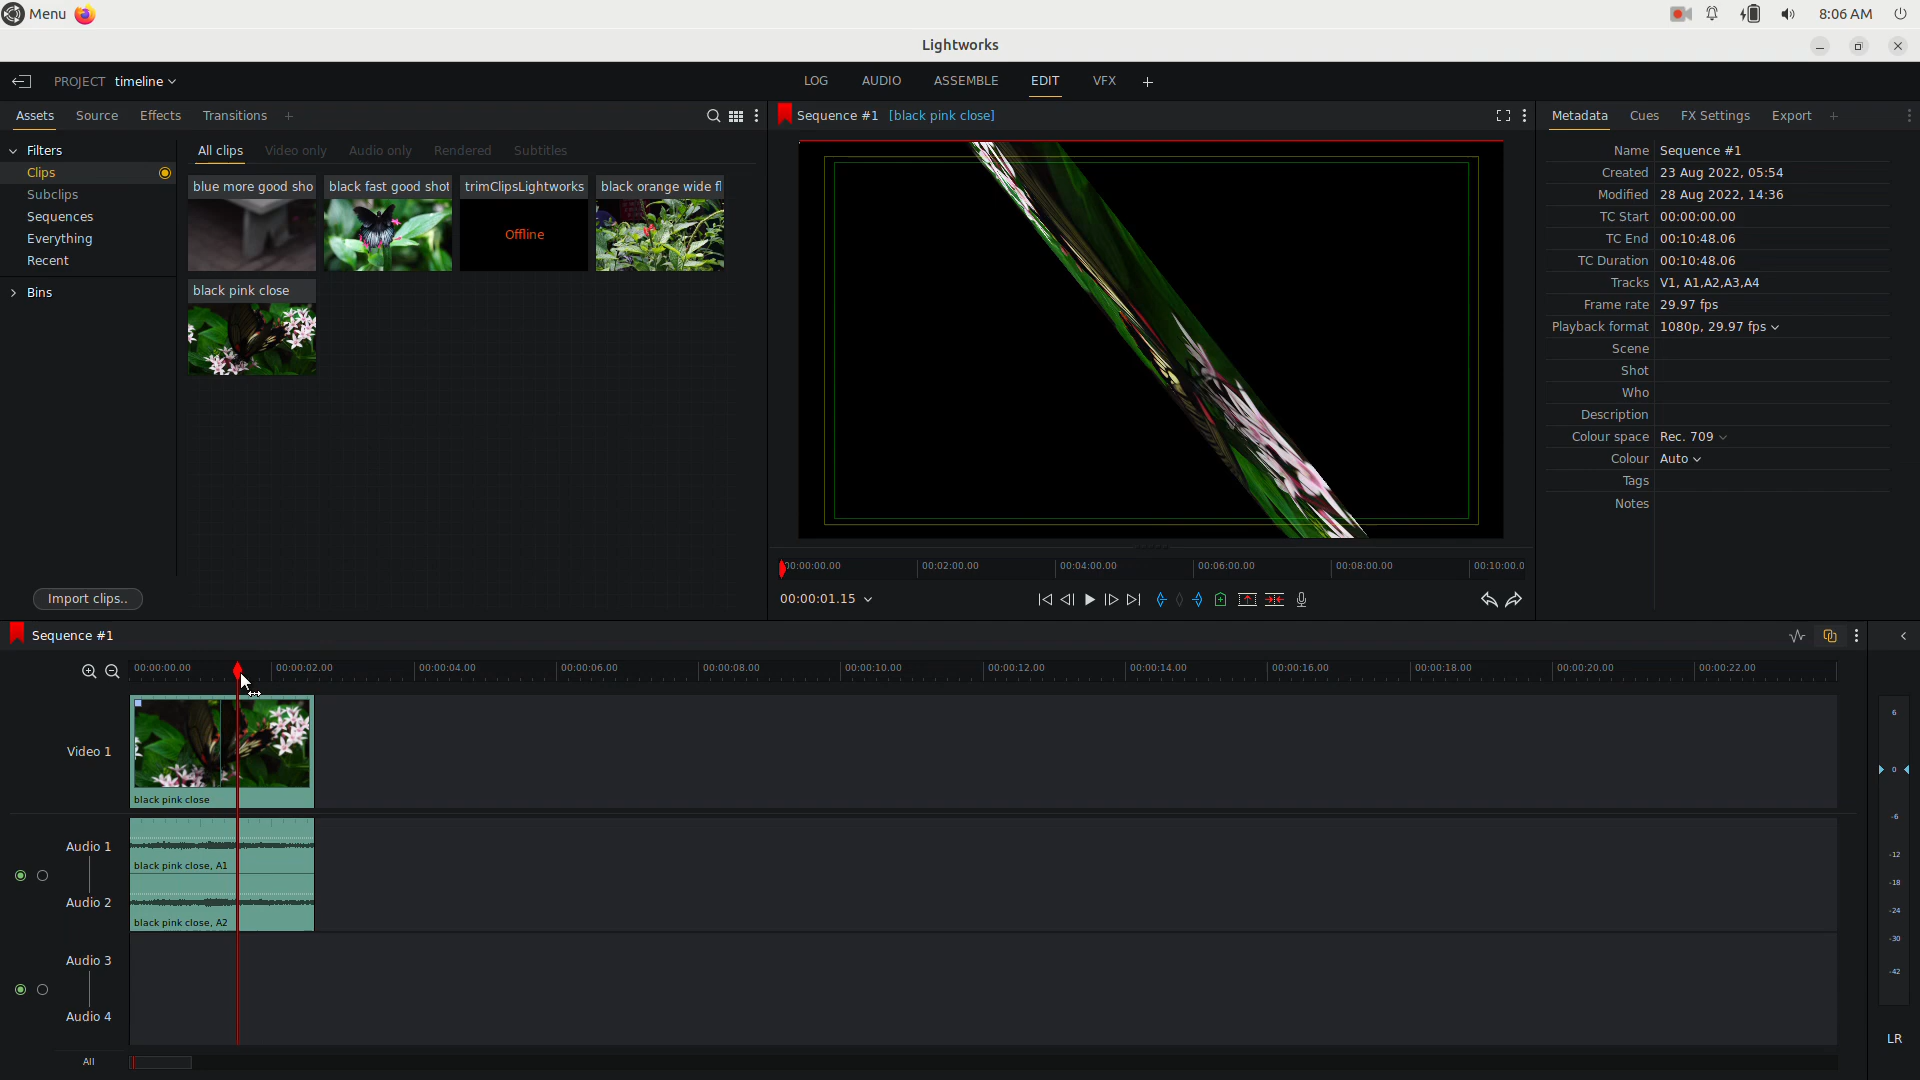 Menu
8:06 AM
Lightworks
PROJECT timeline
LOG AUDIO ASSEMBLE EDIT VFX +
Assets Source Effects Transitions +
Sequence #1 [black pink close]
Metadata Cues FX Settings Export +
Filters
Clips
Subclips
Sequences
Everything
Recent
Bins
Import clips..
All clips Video only Audio only Rendered Subtitles
blue more good sho
black fast good shot
trimClipsLightworks
Offline
black orange wide fl
black pink close
00:00:00.00 00:02:00.00 00:04:00.00 00:06:00.00 00:08:00.00 00:10:00.0
00:00:01.15
Name Sequence #1
Created 23 Aug 2022, 05:54
Modified 28 Aug 2022, 14:36
TC Start 00:00:00.00
TC End 00:10:48.06
TC Duration 00:10:48.06
Tracks V1, A1,A2,A3,A4
Frame rate 29.97 fps
Playback format 1080p, 29.97 fps
Scene
Shot
Who
Description
Colour space Rec. 709
Colour Auto
Tags
Notes
Sequence #1
00:00:00.00 00:00:02.00 00:00:04.00 00:00:06.00 00:00:08.00 00:00:10.00 00:00:12.00 00:00:14.00 00:00:16.00 00:00:18.00 00:00:20.00 00:00:22.00
Video 1
black pink close
Audio 1
black pink close, A1
Audio 2
black pink close, A2
Audio 3
Audio 4
All
6
0
-6
-12
-18
-24
-30
-42
LR